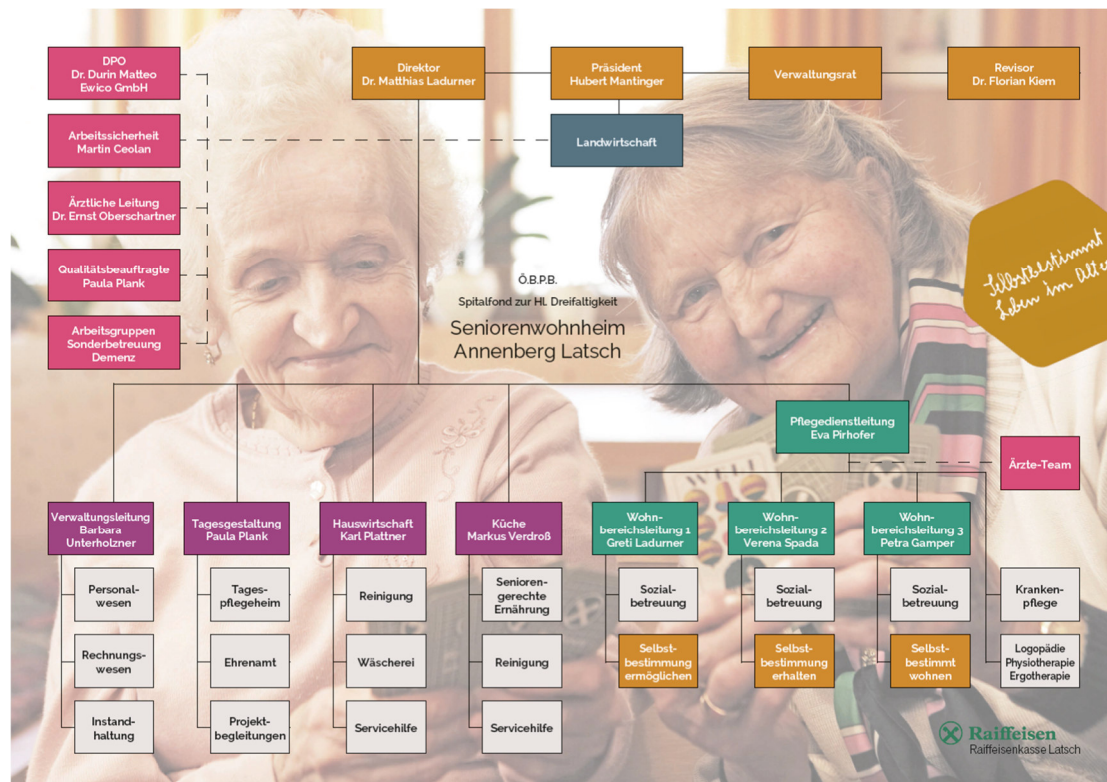 DPO
Dr. Durin Matteo
Ewico GmbH
Direktor
Dr. Matthias Ladurner
Präsident
Hubert Mantinger
Verwaltungsrat
Revisor
Dr. Florian Kiem
Arbeitssicherheit
Martin Ceolan
Landwirtschaft
Ärztliche Leitung
Dr. Ernst Oberschartner
Qualitätsbeauftragte
Paula Plank
Arbeitsgruppen
Sonderbetreuung
Demenz
Selbstbestimmt
Leben im Alter
Ö.B.P.B.
Spitalfond zur Hl. Dreifaltigkeit
Seniorenwohnheim
Annenberg Latsch
Pflegedienstleitung
Eva Pirhofer
Ärzte-Team
Verwaltungsleitung
Barbara
Unterholzner
Tagesgestaltung
Paula Plank
Hauswirtschaft
Karl Plattner
Küche
Markus Verdroß
Wohn-
bereichsleitung 1
Greti Ladurner
Wohn-
bereichsleitung 2
Verena Spada
Wohn-
bereichsleitung 3
Petra Gamper
Personal-
wesen
Tages-
pflegeheim
Reinigung
Senioren-
gerechte
Ernährung
Sozial-
betreuung
Sozial-
betreuung
Sozial-
betreuung
Kranken-
pflege
Rechnungs-
wesen
Ehrenamt
Wäscherei
Reinigung
Selbst-
bestimmung
ermöglichen
Selbst-
bestimmung
erhalten
Selbst-
bestimmt
wohnen
Logopädie
Physiotherapie
Ergotherapie
Instand-
haltung
Projekt-
begleitungen
Servicehilfe
Servicehilfe
Raiffeisen
Raiffeisenkasse Latsch